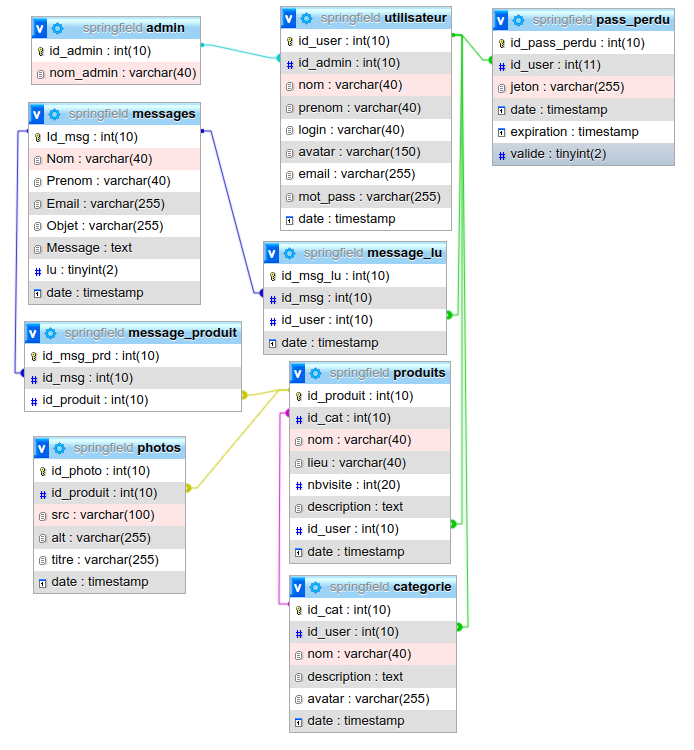 v springfield admin
id_admin : int(10)
nom_admin : varchar(40)
v springfield utilisateur
id_user : int(10)
# id_admin : int(10)
nom : varchar(40)
prenom : varchar(40)
login : varchar(40)
avatar : varchar(150)
email : varchar(255)
mot_pass : varchar(255)
date : timestamp
v springfield pass_perdu
id_pass_perdu : int(10)
# id_user : int(11)
jeton : varchar(255)
date : timestamp
expiration : timestamp
# valide : tinyint(2)
v springfield messages
Id_msg : int(10)
Nom : varchar(40)
Prenom : varchar(40)
Email : varchar(255)
Objet : varchar(255)
Message : text
# lu : tinyint(2)
date : timestamp
v springfield message_lu
id_msg_lu : int(10)
# id_msg : int(10)
# id_user : int(10)
date : timestamp
v springfield message_produit
id_msg_prd : int(10)
# id_msg : int(10)
# id_produit : int(10)
v springfield produits
id_produit : int(10)
# id_cat : int(10)
nom : varchar(40)
lieu : varchar(40)
# nbvisite : int(20)
description : text
# id_user : int(10)
date : timestamp
v springfield photos
id_photo : int(10)
# id_produit : int(10)
src : varchar(100)
alt : varchar(255)
titre : varchar(255)
date : timestamp
v springfield categorie
id_cat : int(10)
# id_user : int(10)
nom : varchar(40)
description : text
avatar : varchar(255)
date : timestamp